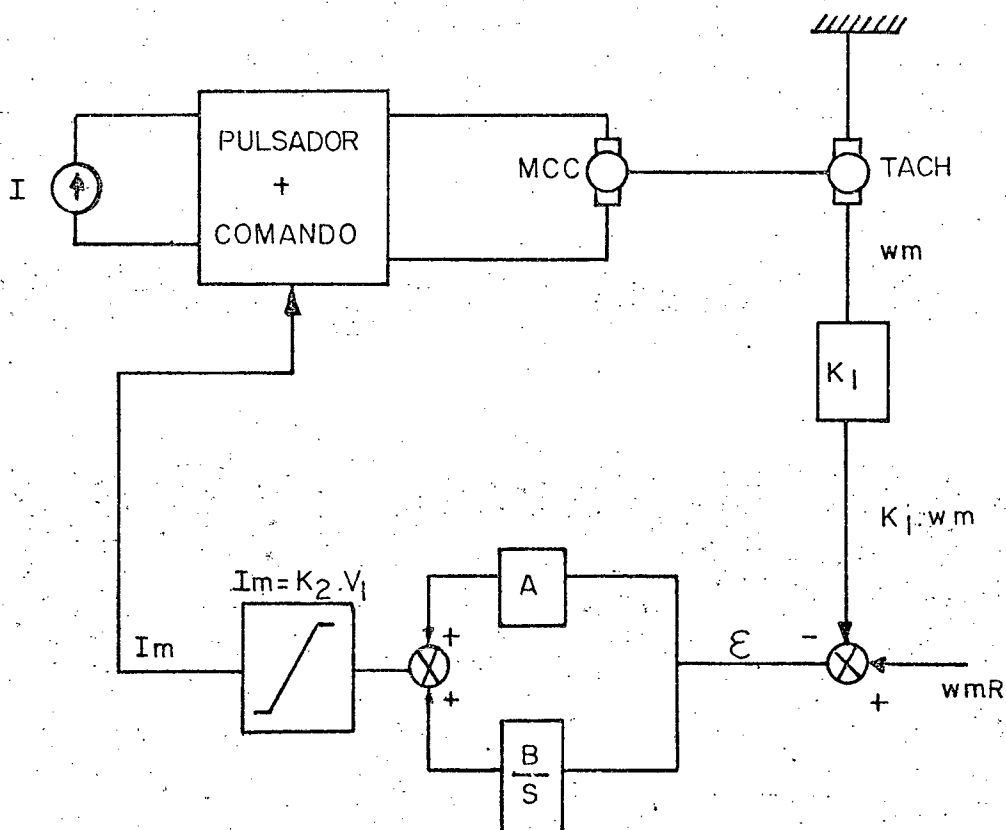 I
PULSADOR
+
COMANDO
MCC
TACH
wm
K1
K1.wm
-
+
wmR
ε
A
B
S
+
+
Im=K2.V1
Im